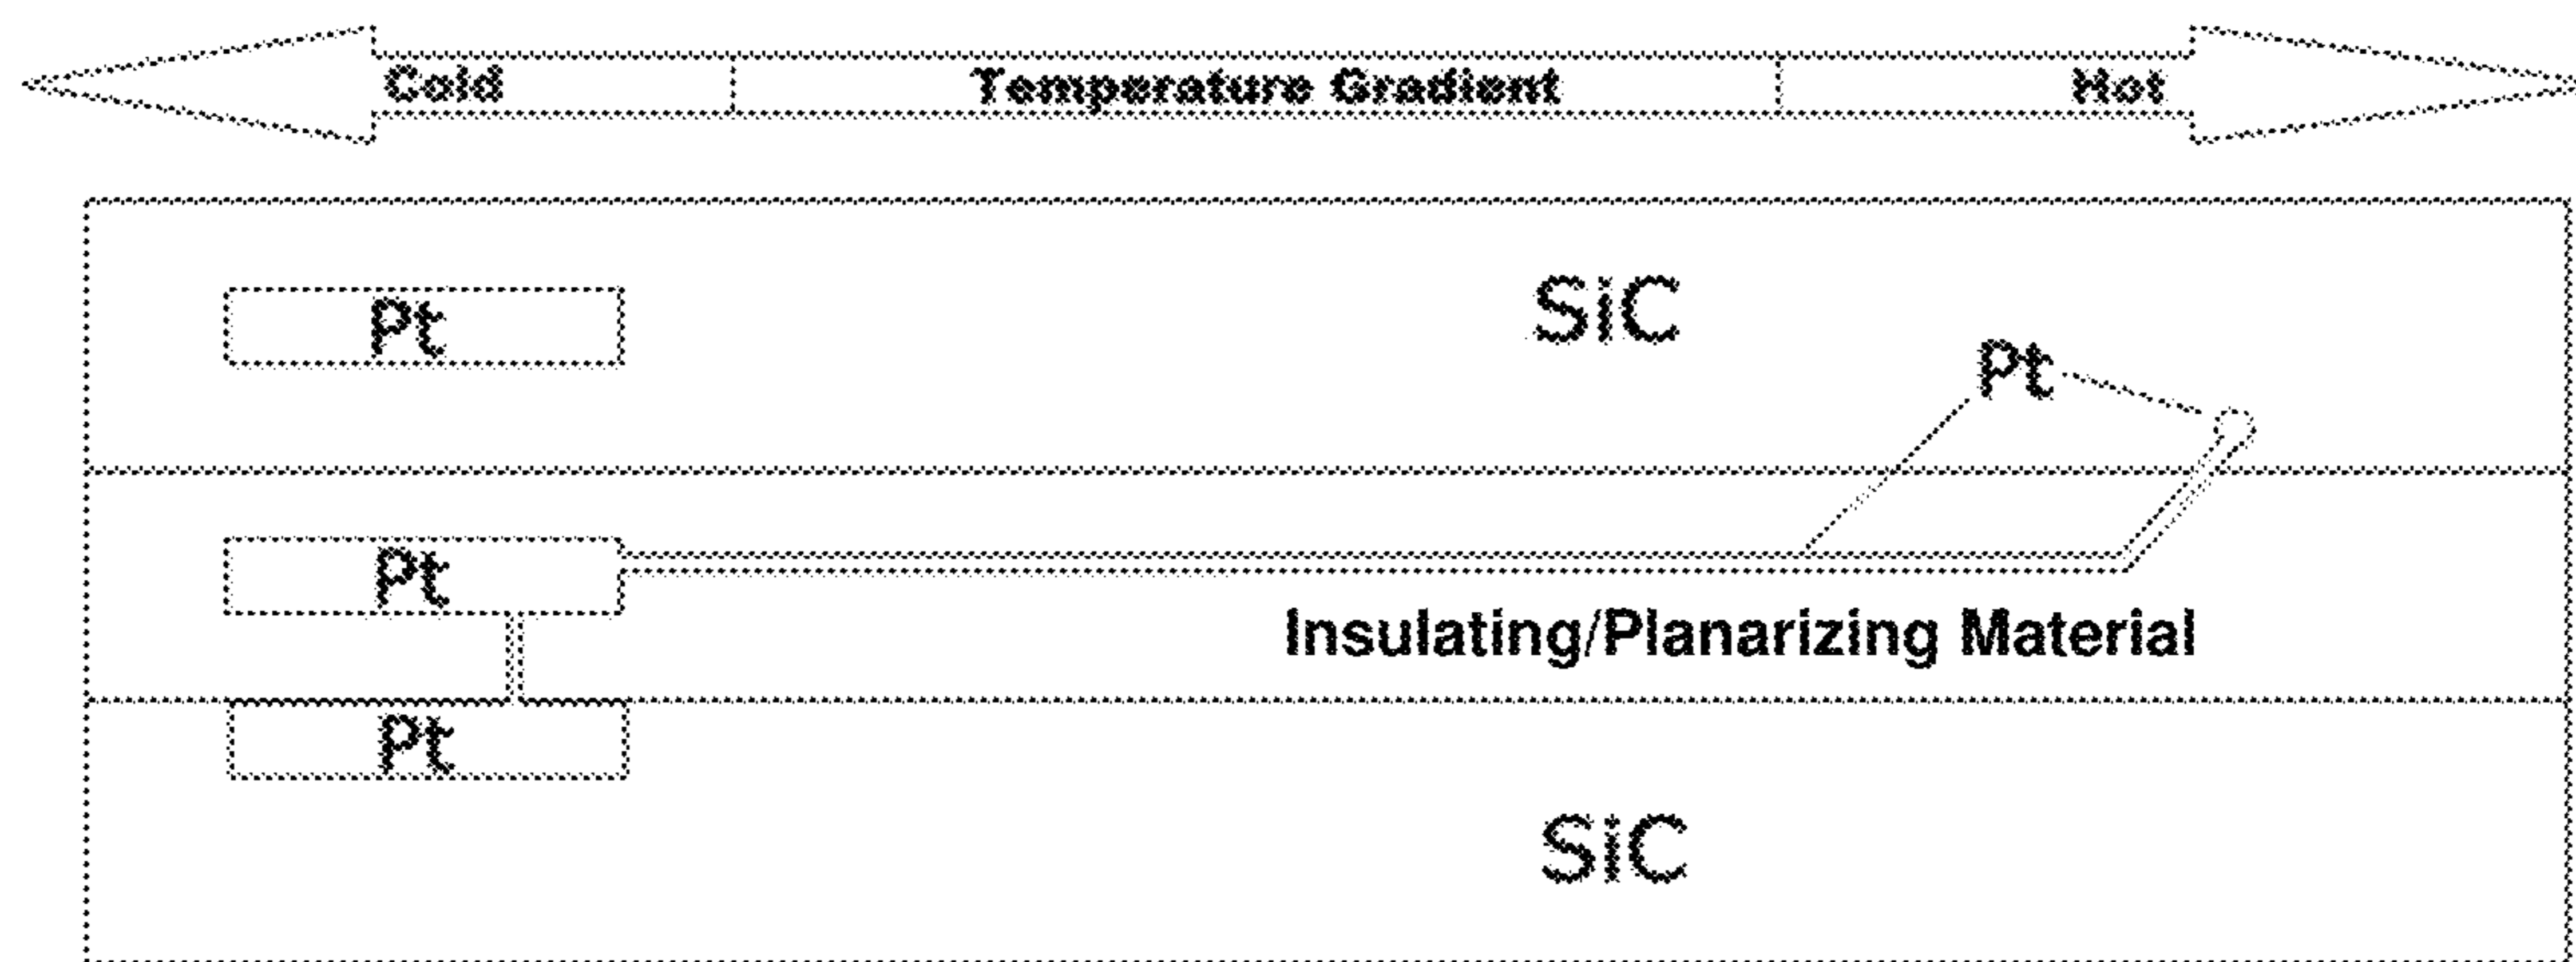 Cold Temperature Gradient Hot
Pt
SiC
Pt
Pt
Insulating/Planarizing Material
Pt
SiC